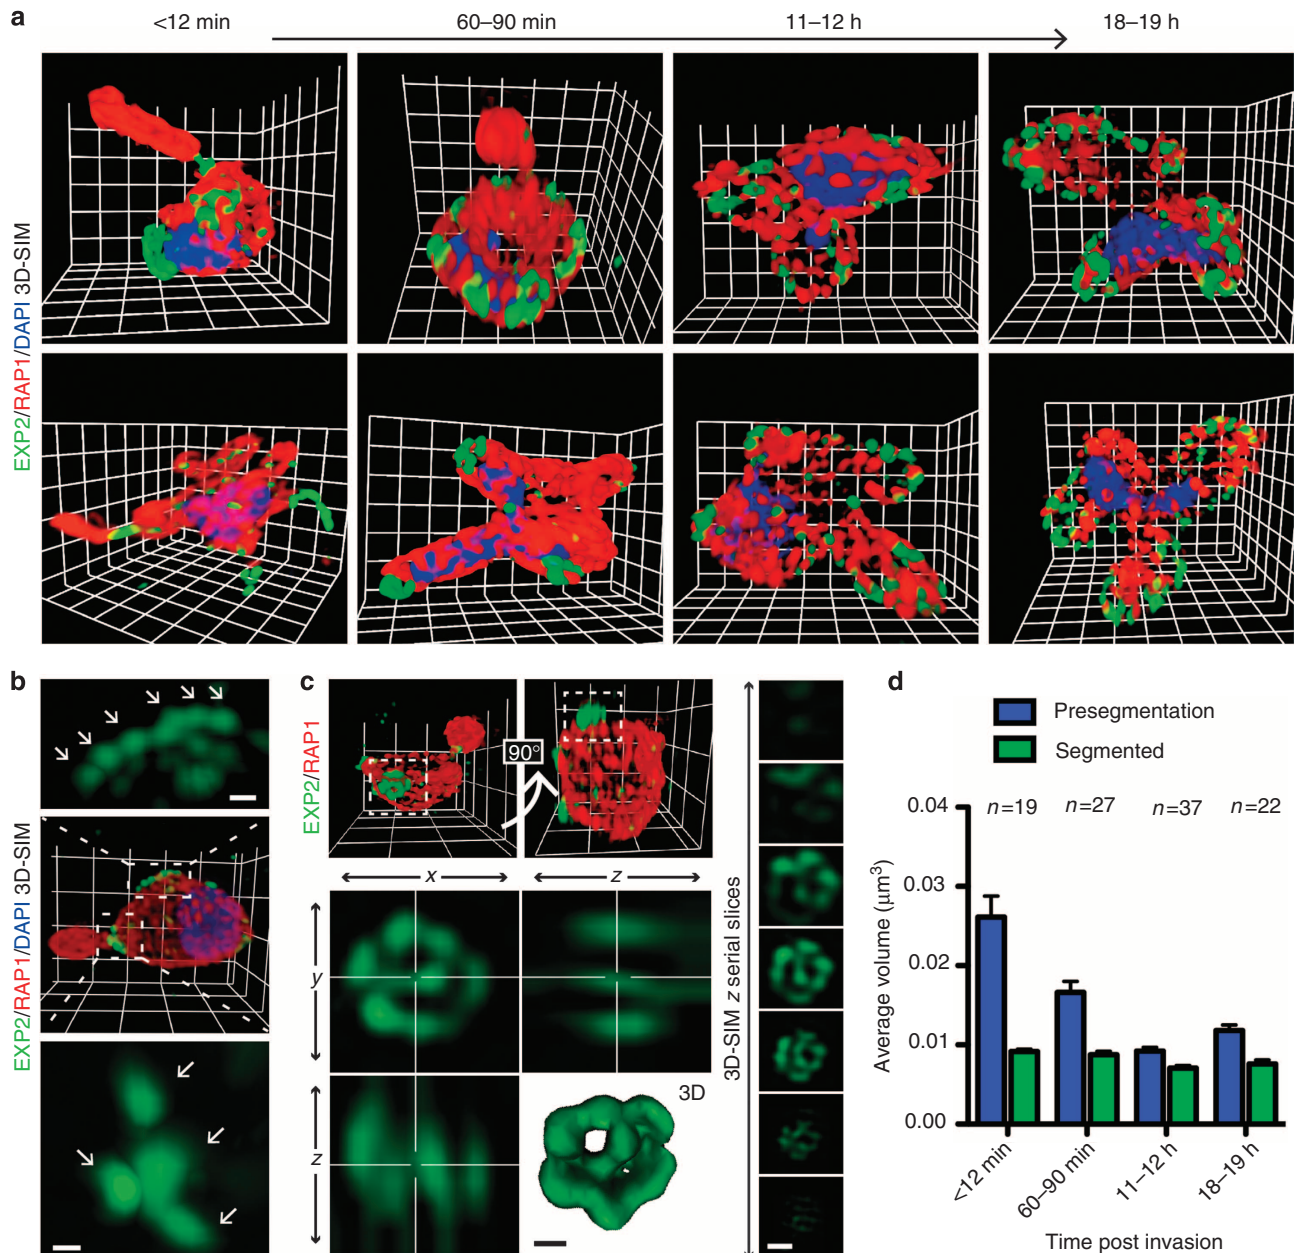 a
<12 min
60–90 min
11–12 h
18–19 h
EXP2/RAP1/DAPI 3D-SIM
b
EXP2/RAP1/DAPI 3D-SIM
c
EXP2/RAP1
90°
x
z
y
z
3D
3D-SIM z serial slices
d
Presegmentation
Segmented
n=19
n=27
n=37
n=22
Average volume (μm³)
0.04
0.03
0.02
0.01
0.00
<12 min
60–90 min
11–12 h
18–19 h
Time post invasion